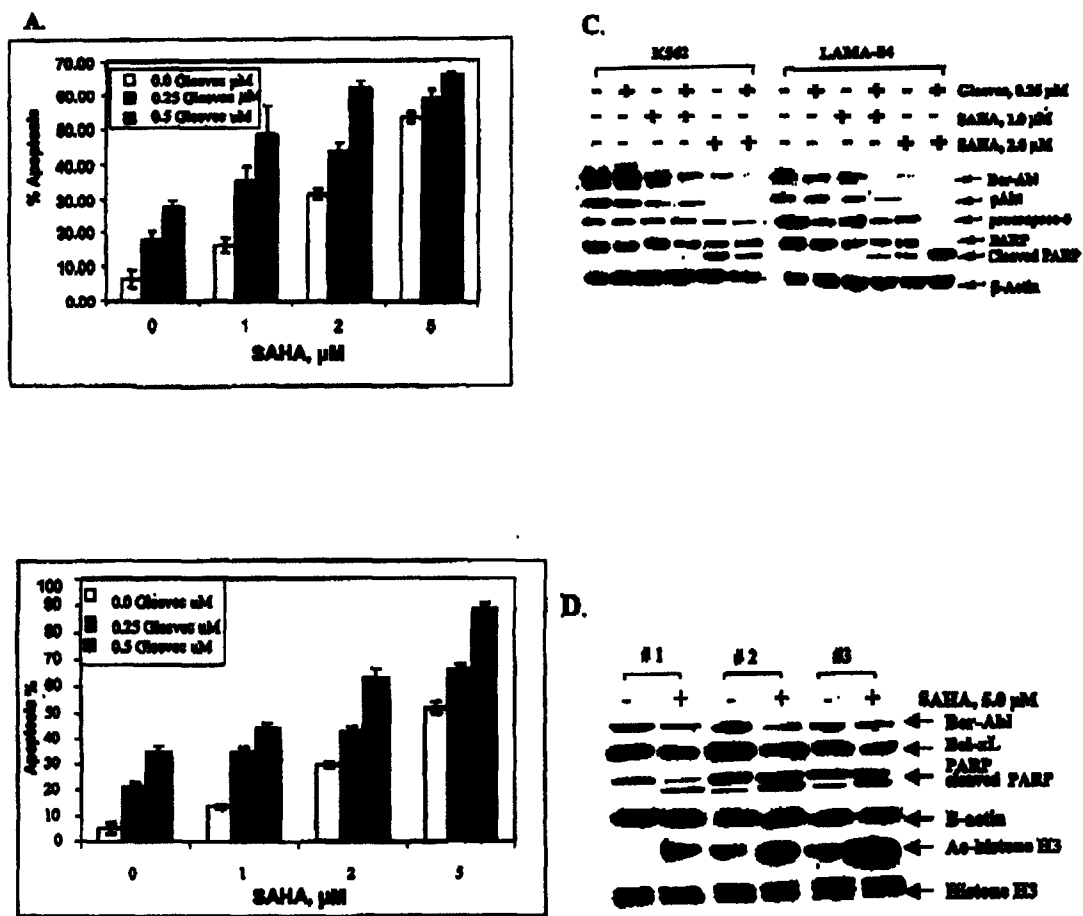 A.
70.00
60.00
50.00
40.00
30.00
20.00
10.00
0.00
% Apoptosis
0.0 Gleevec µM
0.25 Gleevec µM
0.5 Gleevec uM
0 1 2 5
SAHA, µM
C.
K562 LAMA-84
- + - + - + - + - + - + Gleevec, 0.25 µM
- - + + - - - - + + - - SAHA, 1.0 µM
- - - - + + - - - - + + SAHA, 2.0 µM
Bcr-Abl
pAkt
PARP
Cleaved PARP
β-Actin
100
90
80
70
60
50
40
30
20
10
0
Apoptosis %
0.0 Gleevec uM
0.25 Gleevec uM
0.5 Gleevec uM
0 1 2 5
SAHA, µM
D.
#1 #2 #3
- + - + - + SAHA, 5.0 µM
Bcr-Abl
Bcl-xL
PARP
cleaved PARP
B-actin
Ac-histone H3
Histone H3